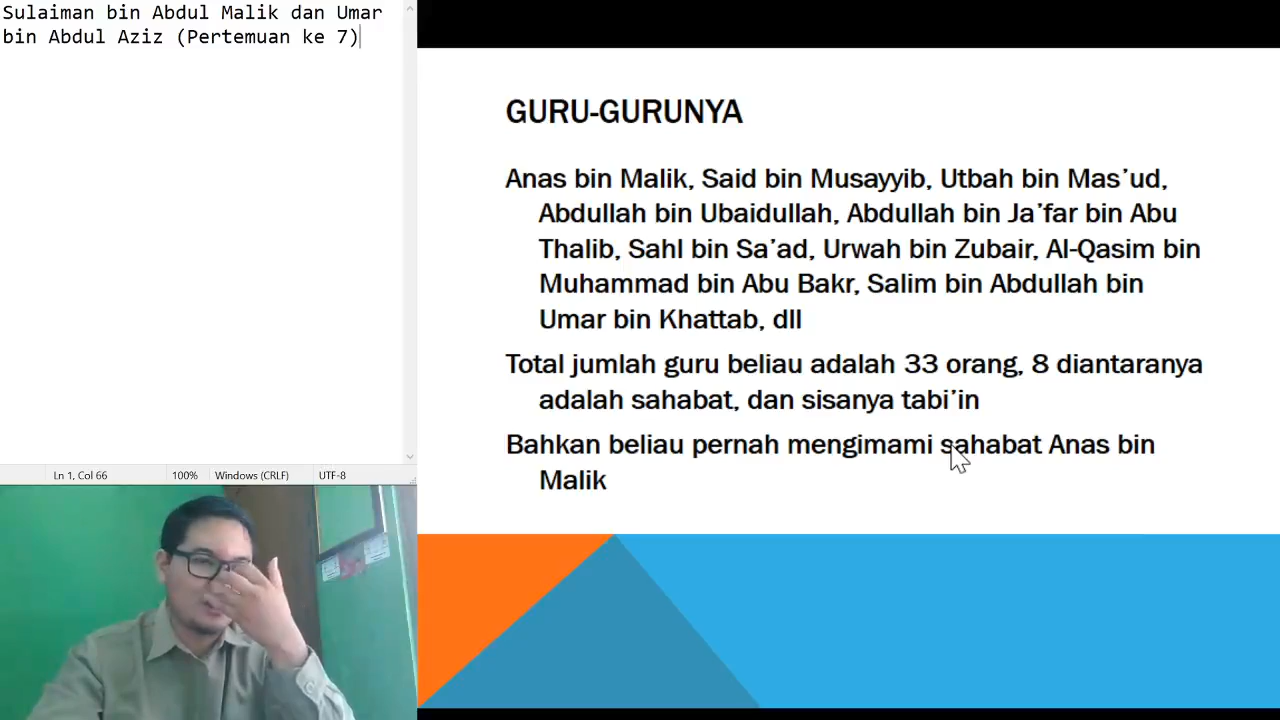 Sulaiman bin Abdul Malik dan Umar
bin Abdul Aziz (Pertemuan ke 7)
Ln 1, Col 66
100%
Windows (CRLF)
UTF-8
GURU-GURUNYA
Anas bin Malik, Said bin Musayyib, Utbah bin Mas’ud,
Abdullah bin Ubaidullah, Abdullah bin Ja’far bin Abu
Thalib, Sahl bin Sa’ad, Urwah bin Zubair, Al-Qasim bin
Muhammad bin Abu Bakr, Salim bin Abdullah bin
Umar bin Khattab, dll
Total jumlah guru beliau adalah 33 orang, 8 diantaranya
adalah sahabat, dan sisanya tabi’in
Bahkan beliau pernah mengimami sahabat Anas bin
Malik